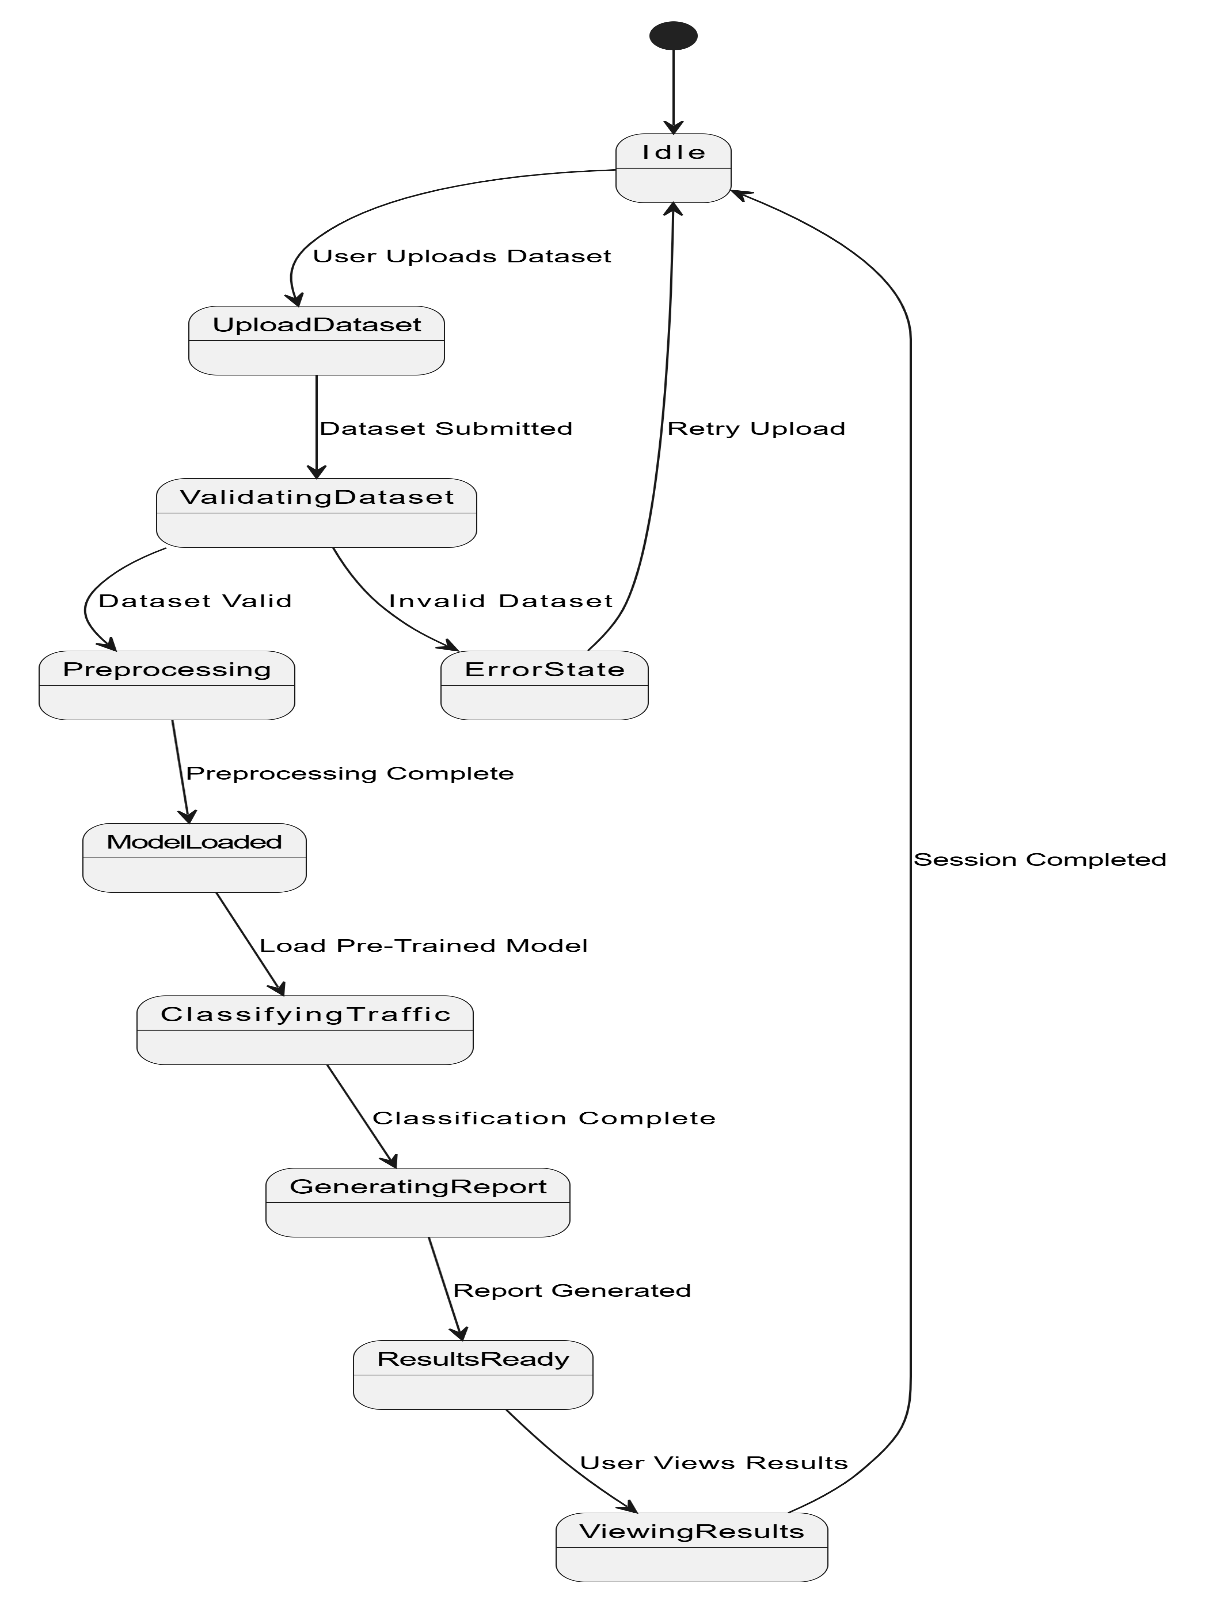 Idle
User Uploads Dataset
UploadDataset
Dataset Submitted
Retry Upload
ValidatingDataset
Dataset Valid
Invalid Dataset
Preprocessing
ErrorState
Preprocessing Complete
ModelLoaded
Session Completed
Load Pre-Trained Model
ClassifyingTraffic
Classification Complete
GeneratingReport
Report Generated
ResultsReady
User Views Results
ViewingResults